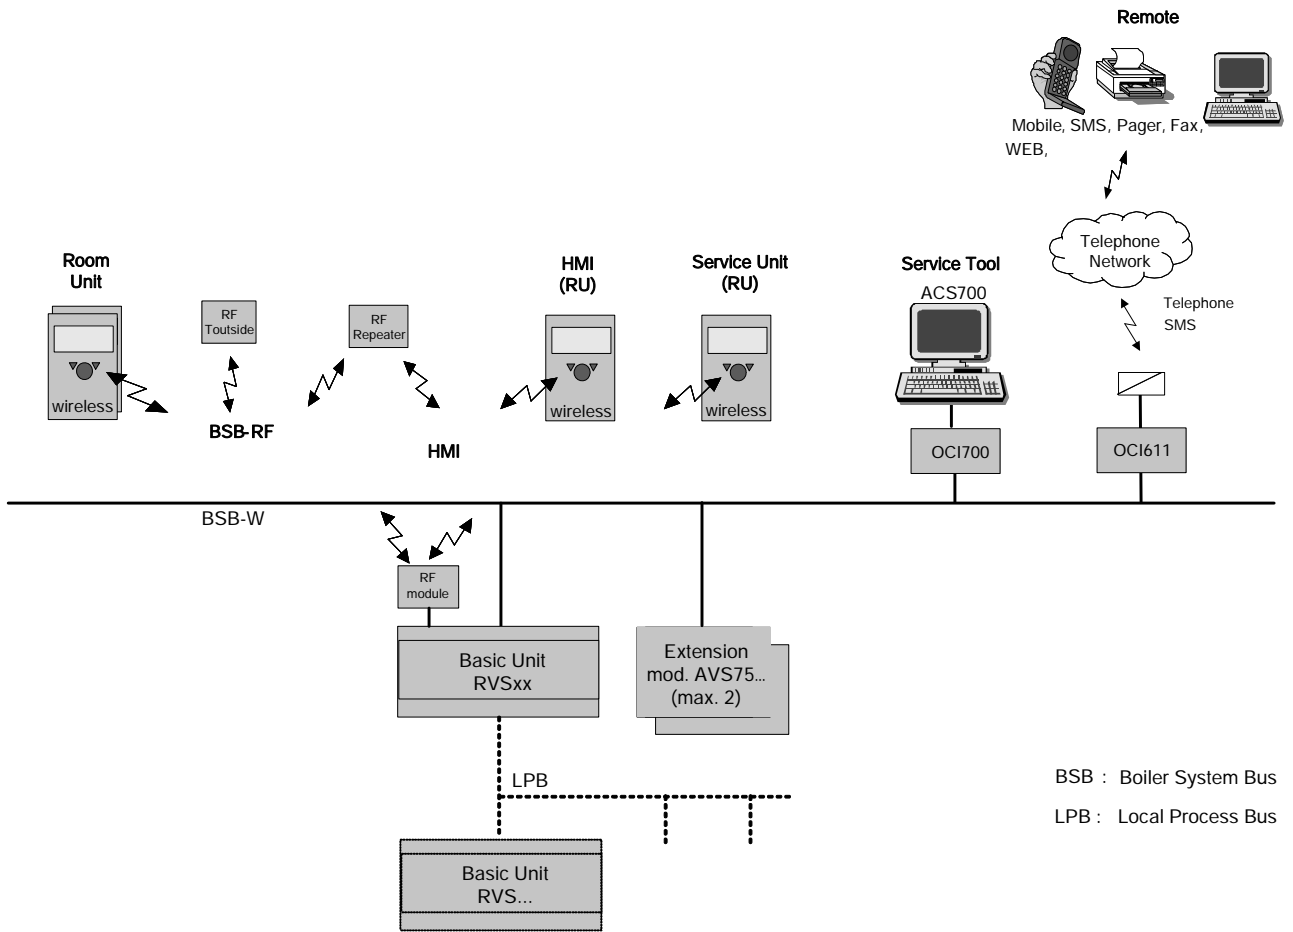 Remote
Mobile, SMS, Pager, Fax,
WEB,
Telephone
Network
Telephone
SMS
Room
Unit
wireless
RF
Toutside
BSB-RF
RF
Repeater
HMI
HMI
(RU)
wireless
Service Unit
(RU)
wireless
Service Tool
ACS700
OCI700
OCI611
BSB-W
RF
module
Basic Unit
RVSxx
Extension
mod. AVS75...
(max. 2)
LPB
Basic Unit
RVS...
BSB : Boiler System Bus
LPB : Local Process Bus